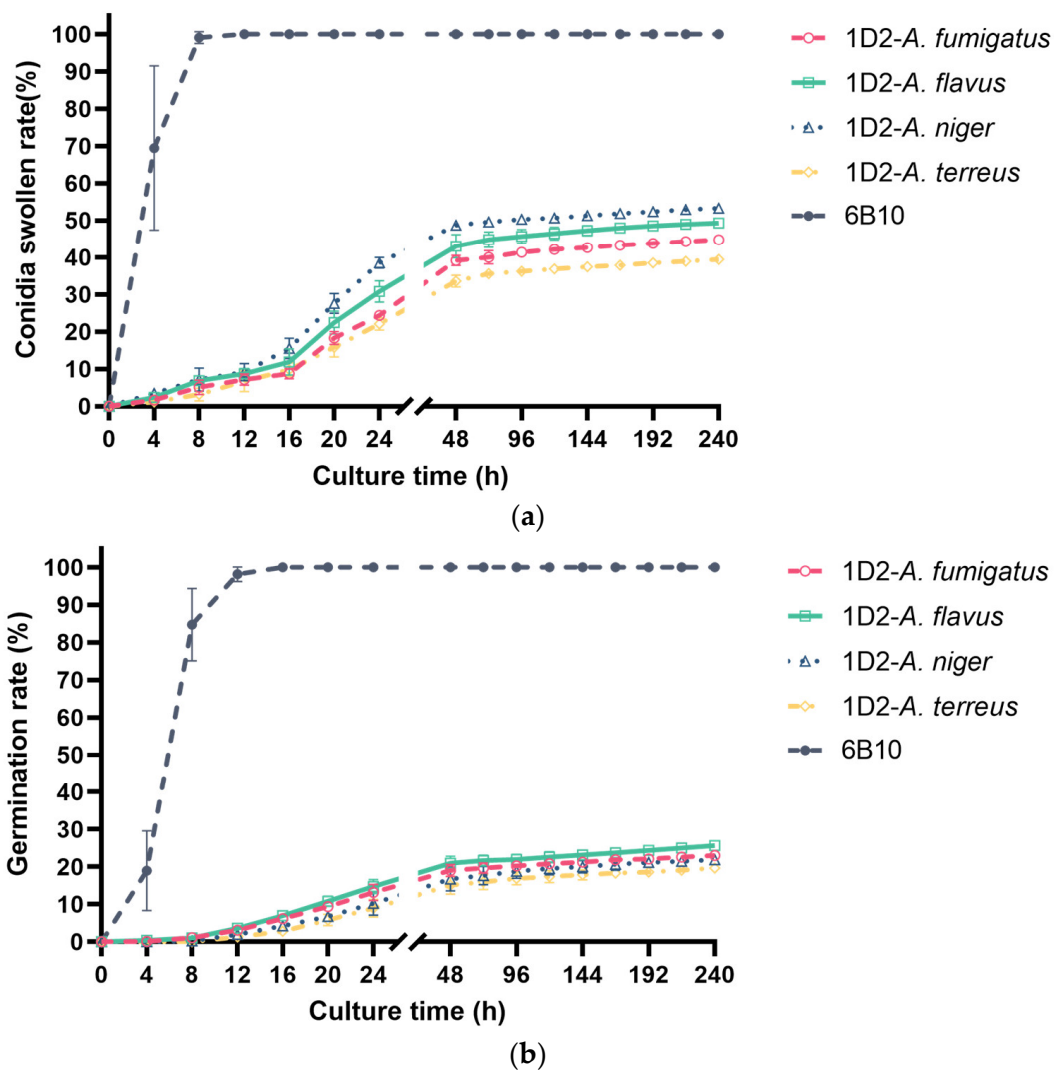 Conidia swollen rate(%)
100
90
80
70
60
50
40
30
20
10
0
0 4 8 12 16 20 24 48 96 144 192 240
Culture time (h)
1D2-A. fumigatus
1D2-A. flavus
1D2-A. niger
1D2-A. terreus
6B10
(a)
Germination rate (%)
100
90
80
70
60
50
40
30
20
10
0
0 4 8 12 16 20 24 48 96 144 192 240
Culture time (h)
1D2-A. fumigatus
1D2-A. flavus
1D2-A. niger
1D2-A. terreus
6B10
(b)